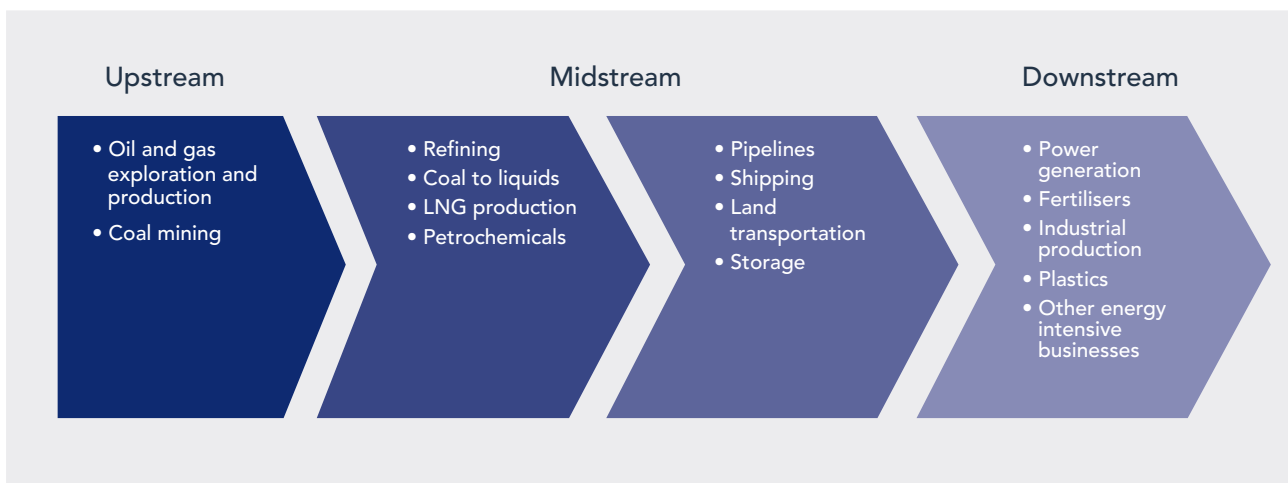 Upstream
Midstream
Downstream
• Oil and gas
exploration and
production
• Coal mining
• Refining
• Coal to liquids
• LNG production
• Petrochemicals
• Pipelines
• Shipping
• Land
transportation
• Storage
• Power
generation
• Fertilisers
• Industrial
production
• Plastics
• Other energy
intensive
businesses